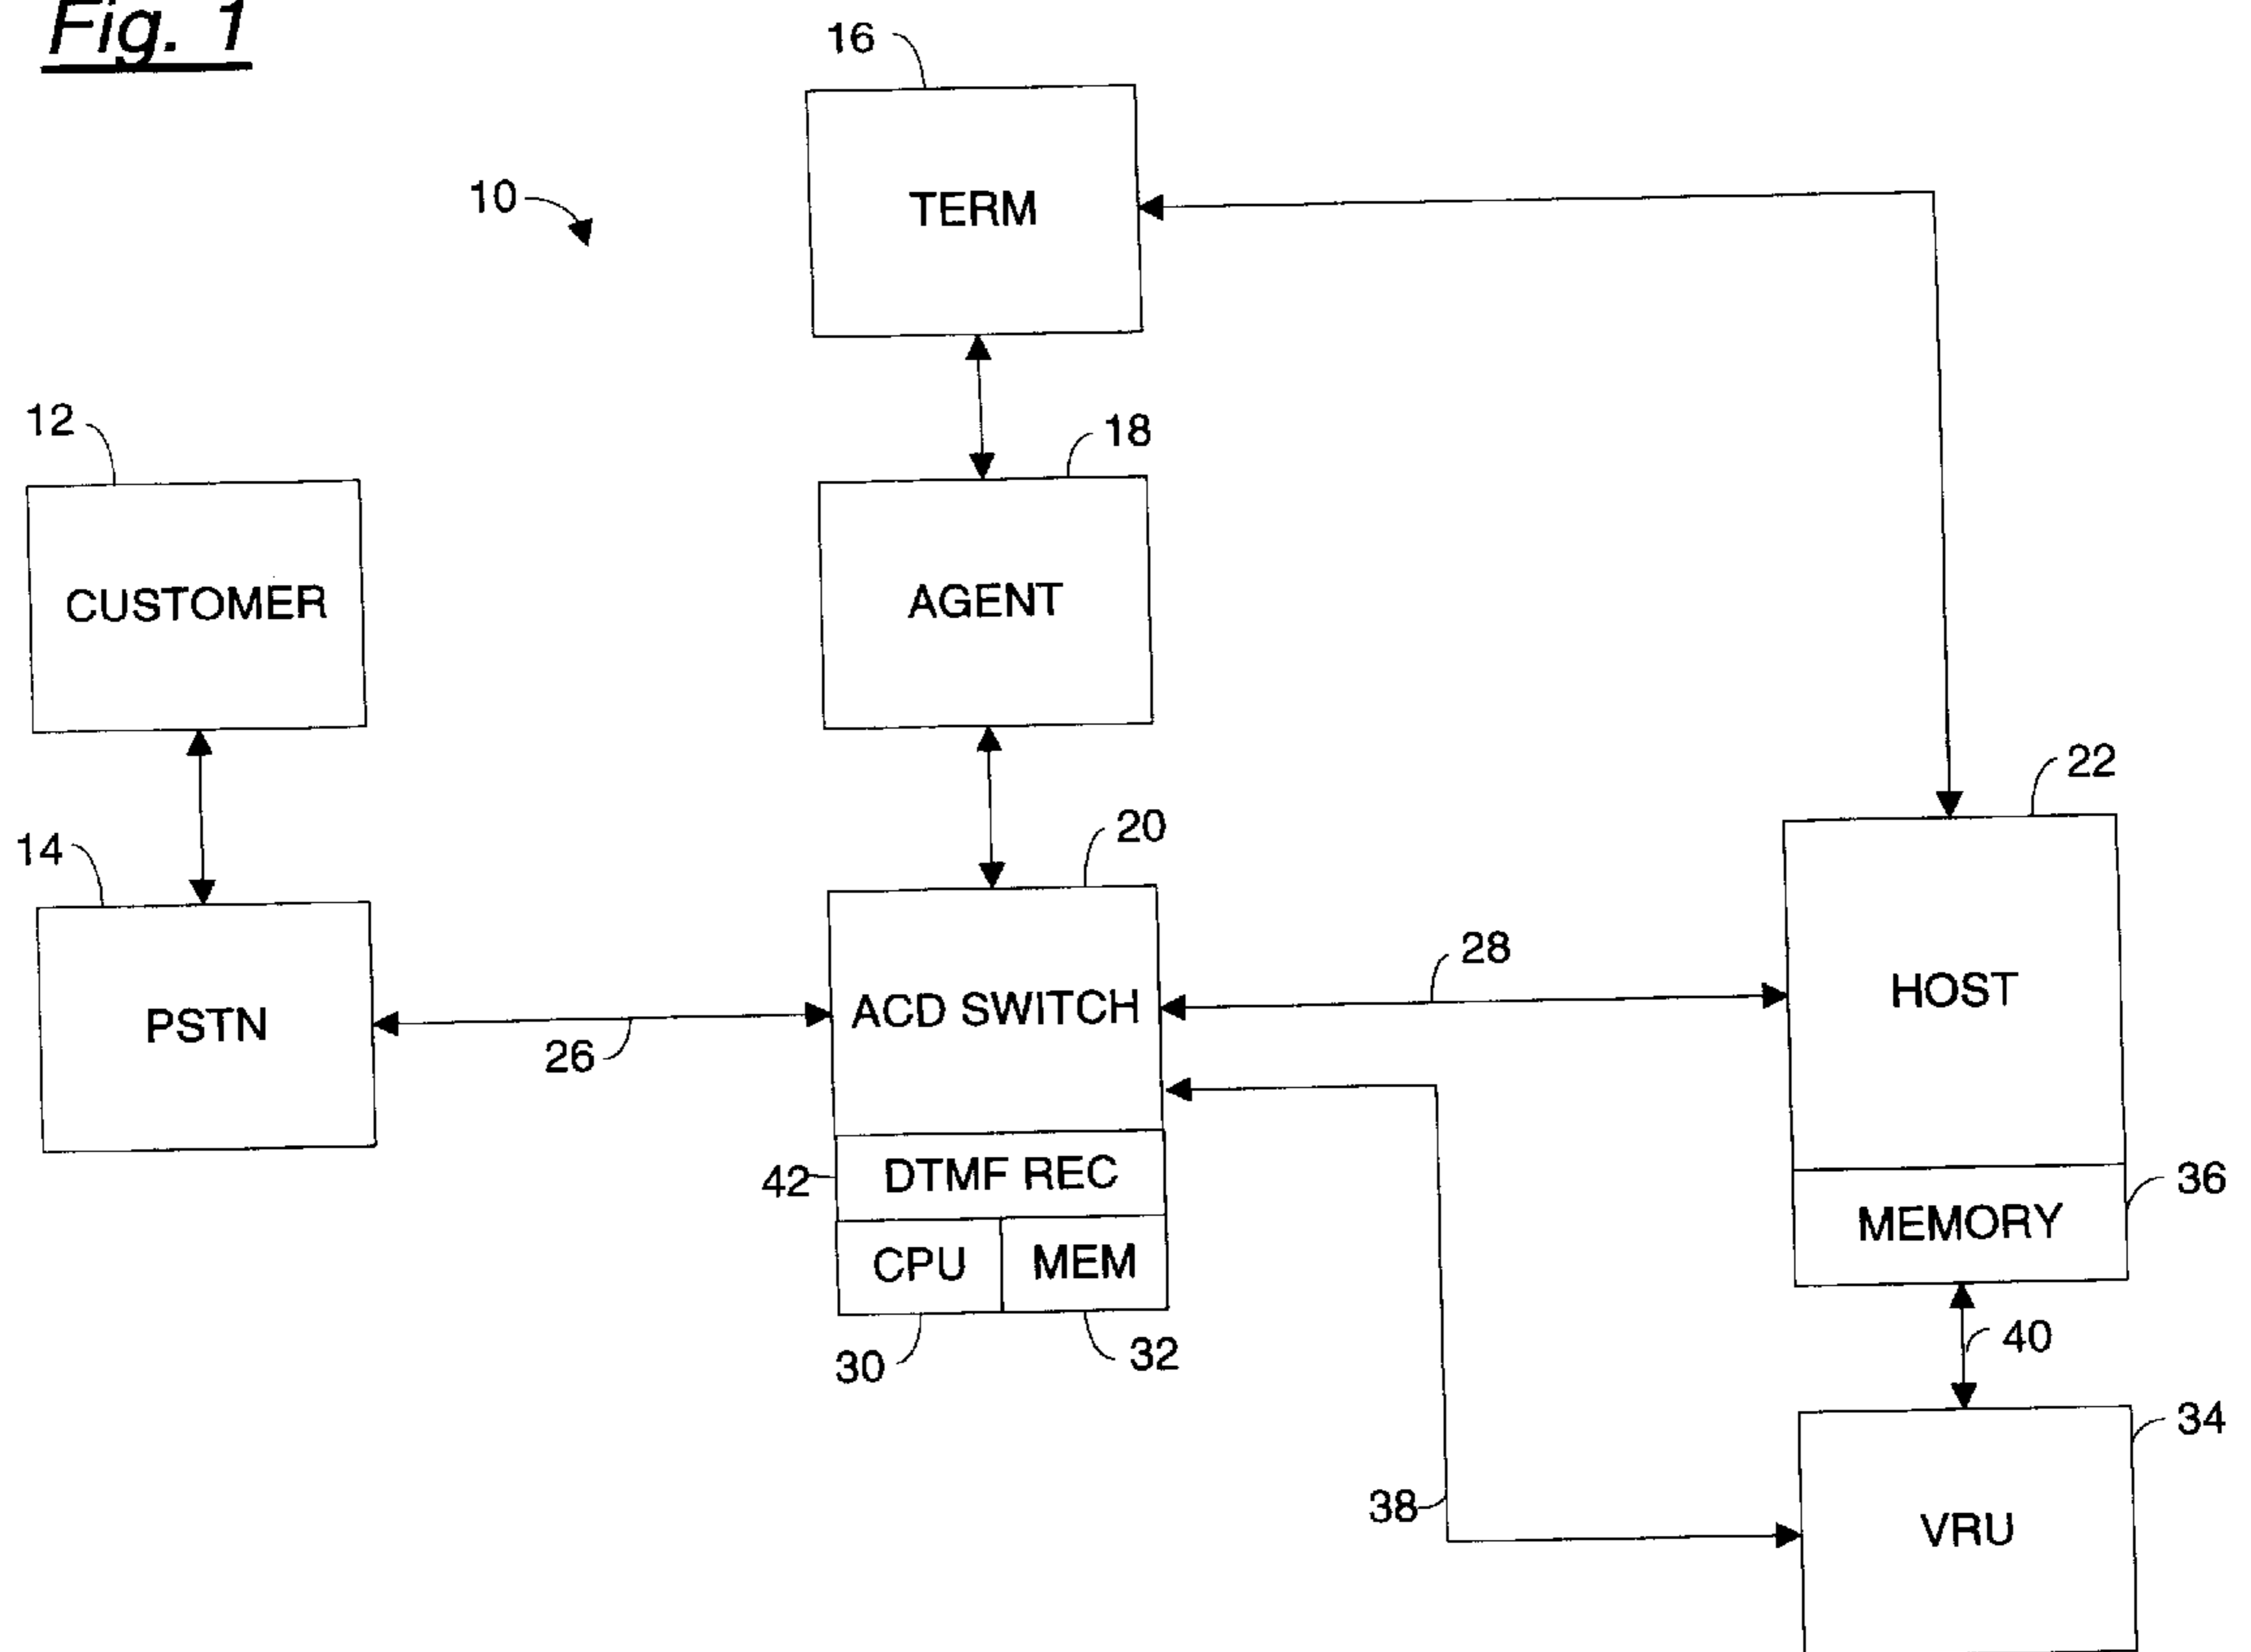 Fig. 1
16
TERM
10
12
18
CUSTOMER
AGENT
22
20
14
28
HOST
ACD SWITCH
PSTN
26
42
DTMF REC
36
MEMORY
CPU
MEM
40
30
32
34
38
VRU